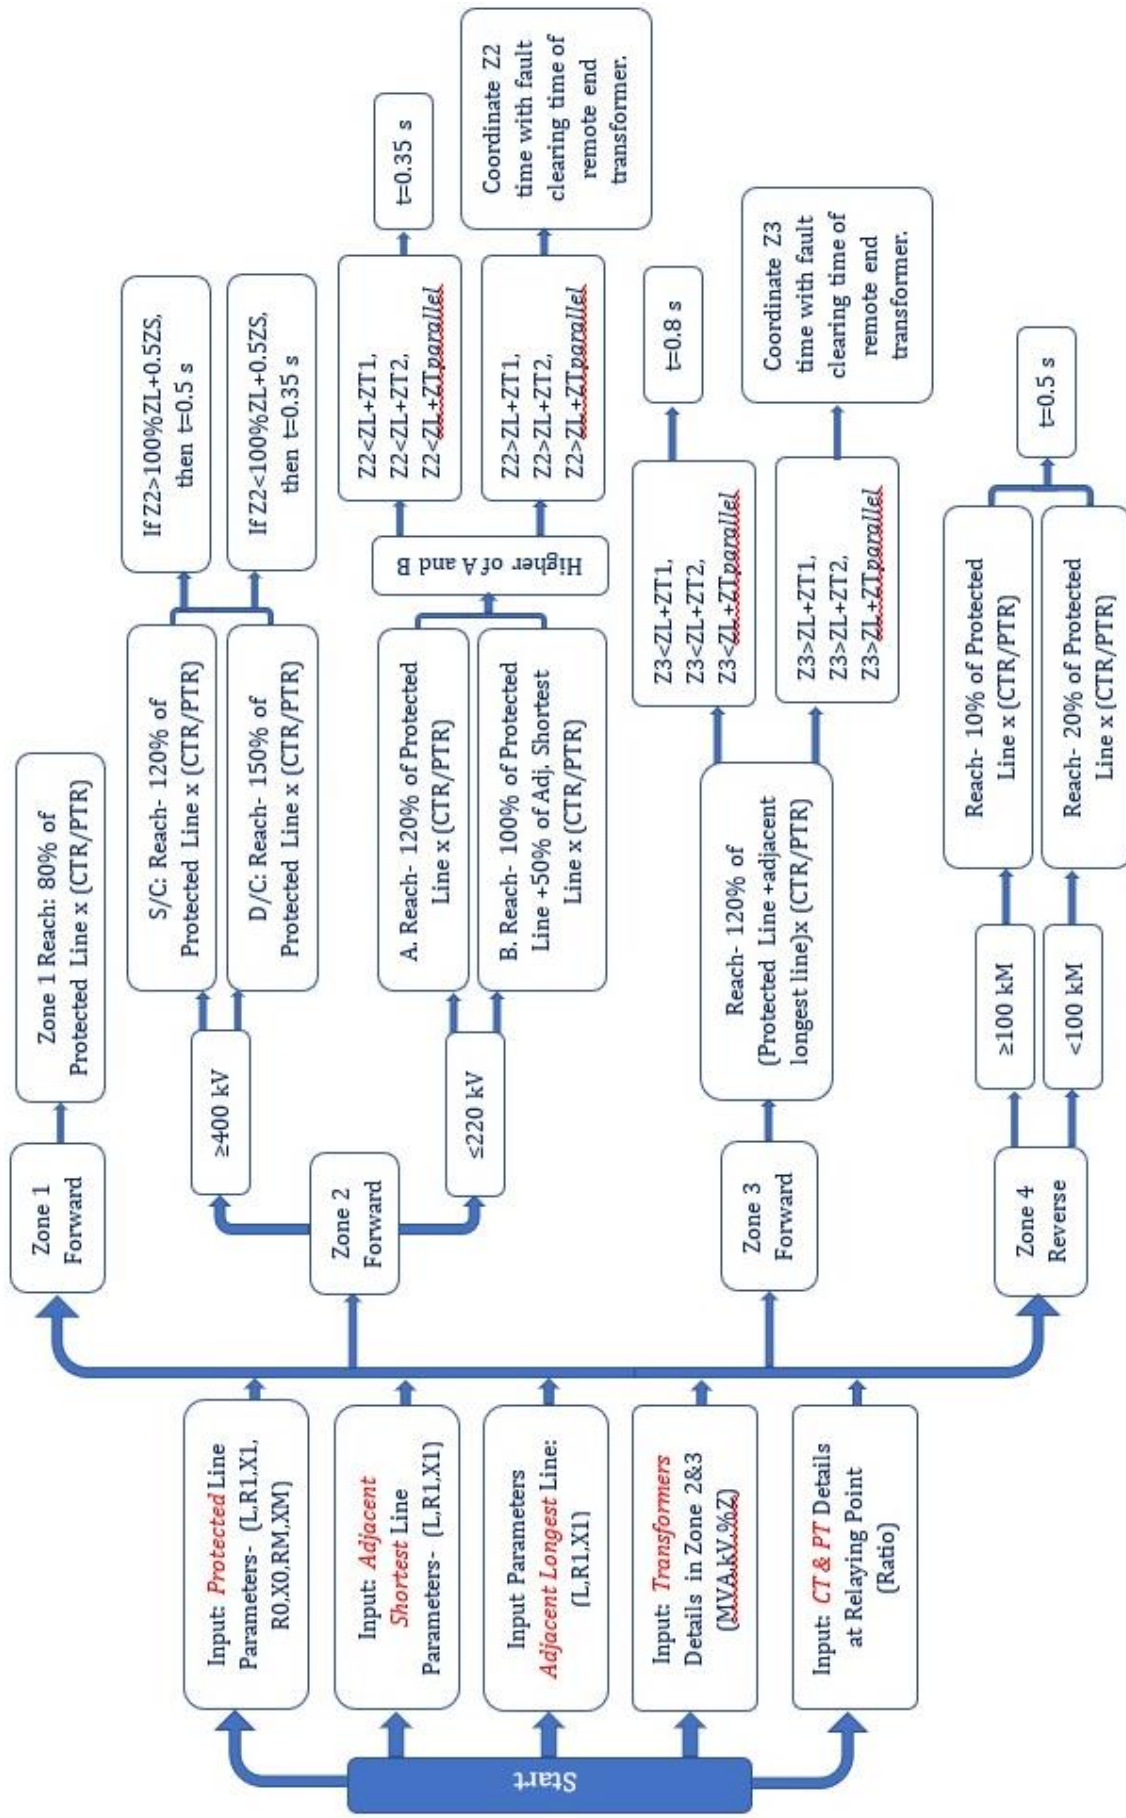 Start
Input: Protected Line
Parameters- (L,R1,X1,
R0,X0,RM,XM)
Input: Adjacent
Shortest Line
Parameters- (L,R1,X1)
Input Parameters
Adjacent Longest Line:
(L,R1,X1)
Input: Transformers
Details in Zone 2&3
(MVA,kV,%Z)
Input: CT & PT Details
at Relaying Point
(Ratio)
Zone 1
Forward
Zone 1 Reach: 80% of
Protected Line x (CTR/PTR)
Zone 2
Forward
≥400 kV
S/C: Reach- 120% of
Protected Line x (CTR/PTR)
D/C: Reach- 150% of
Protected Line x (CTR/PTR)
If Z2>100%ZL+0.5ZS,
then t=0.5 s
If Z2<100%ZL+0.5ZS,
then t=0.35 s
≤220 kV
A. Reach- 120% of Protected
Line x (CTR/PTR)
B. Reach- 100% of Protected
Line +50% of Adj. Shortest
Line x (CTR/PTR)
Higher of A and B
Z2<ZL+ZT1,
Z2<ZL+ZT2,
Z2<ZL+ZTparallel
t=0.35 s
Z2>ZL+ZT1,
Z2>ZL+ZT2,
Z2>ZL+ZTparallel
Coordinate Z2
time with fault
clearing time of
remote end
transformer.
Zone 3
Forward
Reach- 120% of
(Protected Line +adjacent
longest line)x (CTR/PTR)
Z3<ZL+ZT1,
Z3<ZL+ZT2,
Z3<ZL+ZTparallel
t=0.8 s
Z3>ZL+ZT1,
Z3>ZL+ZT2,
Z3>ZL+ZTparallel
Coordinate Z3
time with fault
clearing time of
remote end
transformer.
Zone 4
Reverse
≥100 kM
Reach- 10% of Protected
Line x (CTR/PTR)
<100 kM
Reach- 20% of Protected
Line x (CTR/PTR)
t=0.5 s